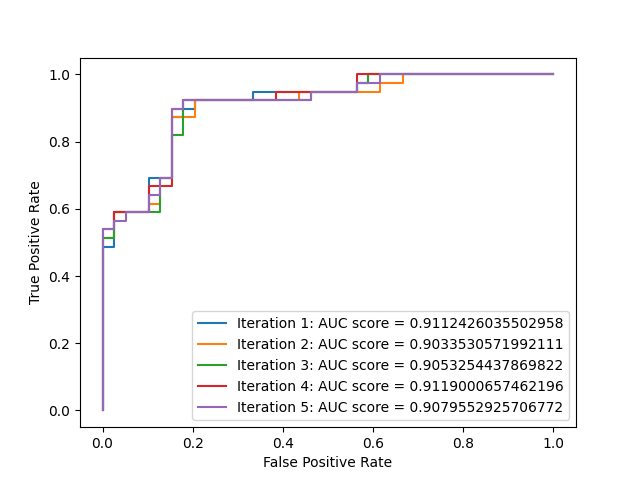 1.0
0.8
0.6
0.4
0.2
0.0
True Positive Rate
Iteration 1: AUC score = 0.9112426035502958
Iteration 2: AUC score = 0.9033530571992111
Iteration 3: AUC score = 0.9053254437869822
Iteration 4: AUC score = 0.9119000657462196
Iteration 5: AUC score = 0.9079552925706772
0.0 0.2 0.4 0.6 0.8 1.0
False Positive Rate